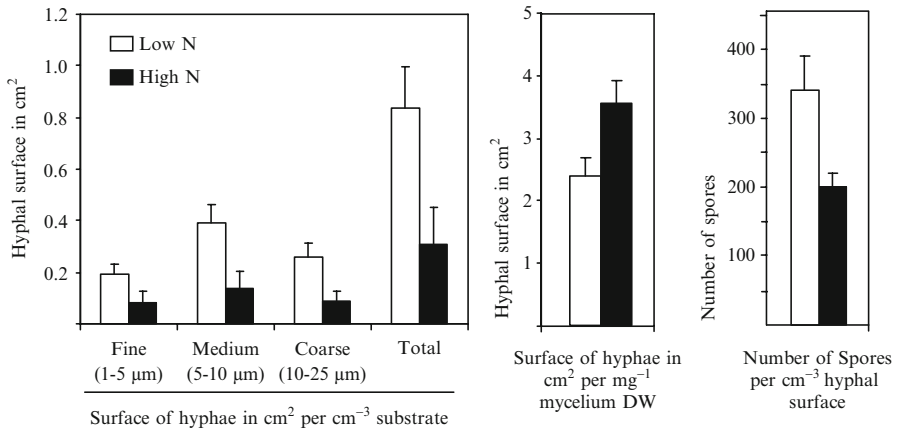 Hyphal surface in cm²
1.2
1.0
0.8
0.6
0.4
0.2
Low N
High N
Fine
(1-5 µm)
Medium
(5-10 µm)
Coarse
(10-25 µm)
Total
Surface of hyphae in cm² per cm⁻³ substrate
Hyphal surface in cm²
5
4
3
2
1
Surface of hyphae in
cm² per mg⁻¹
mycelium DW
Number of spores
400
300
200
100
Number of Spores
per cm⁻³ hyphal
surface